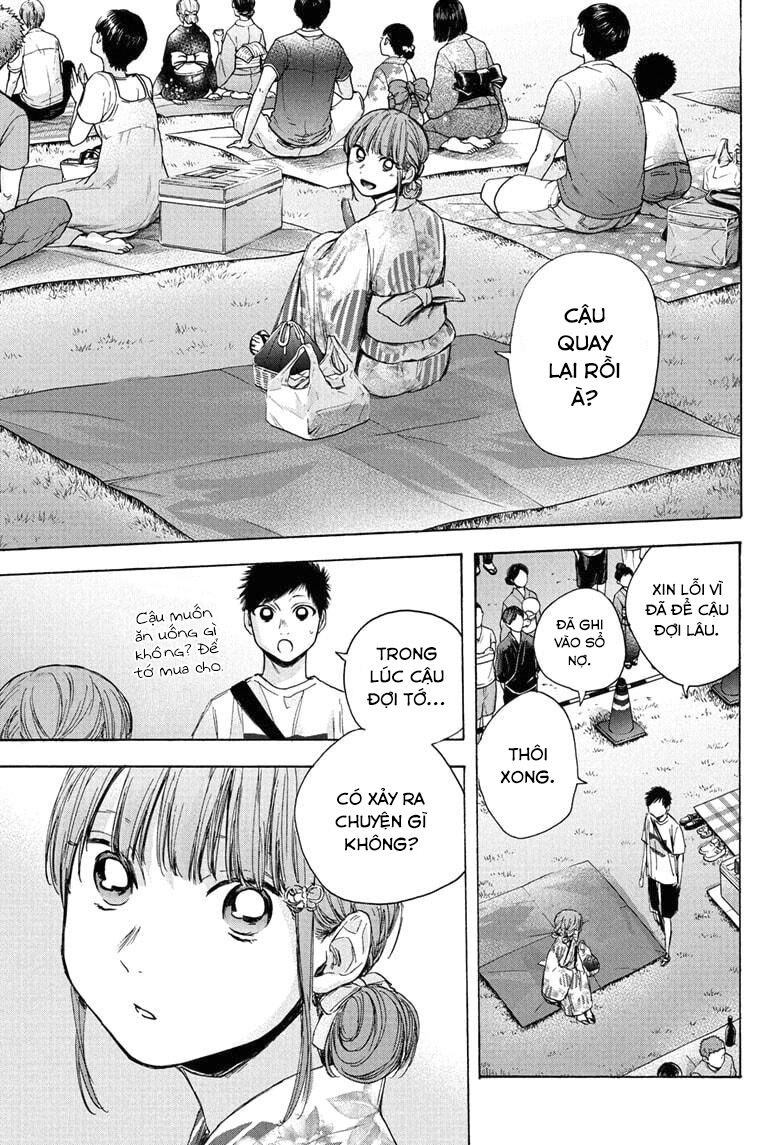 CẬU
QUAY
LẠI RỒI
À?
XIN LỖI VÌ
ĐÃ ĐỂ CẬU
ĐỢI LÂU.
ĐÃ GHI
VÀO SỔ
NỢ.
THÔI
XONG.
TRONG
LÚC CẬU
ĐỢI TỚ...
Cậu muốn
ăn uống gì
không? Để
tớ mua cho.
CÓ XẢY RA
CHUYỆN GÌ
KHÔNG?